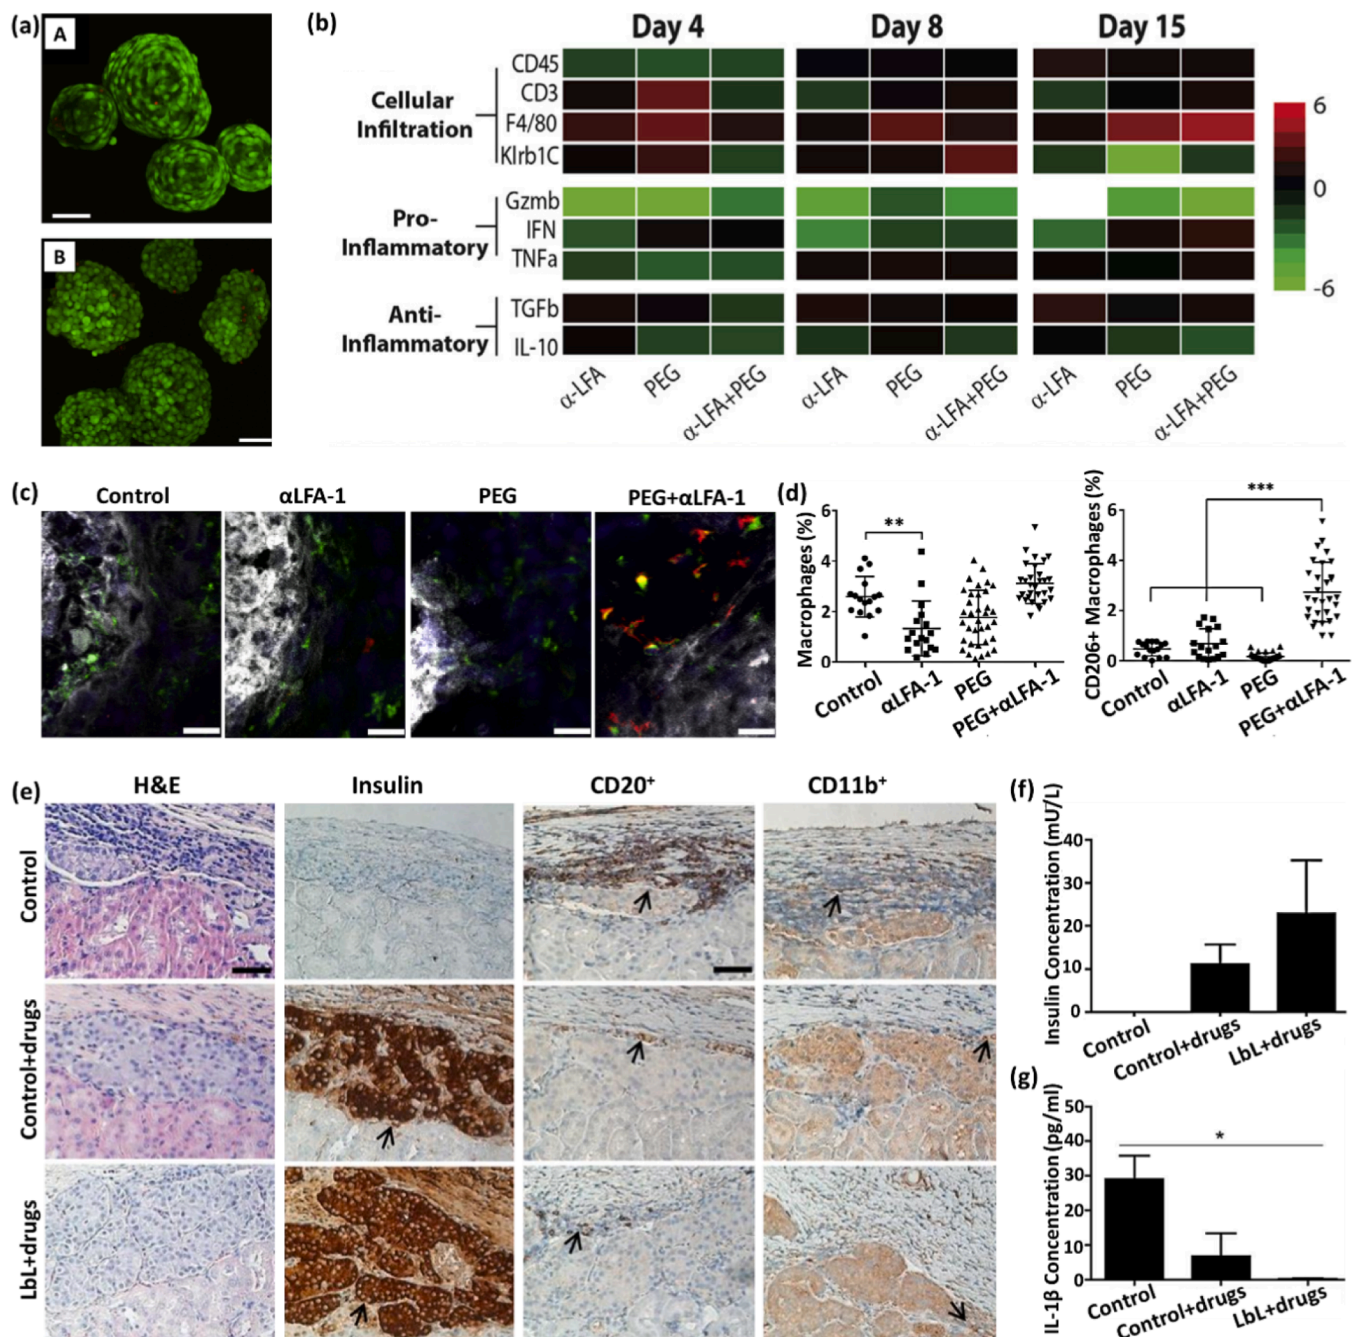 (a)
A
B
(b)
Day 4 Day 8 Day 15
Cellular
Infiltration
CD45
CD3
F4/80
Klrb1C
Pro-
Inflammatory
Gzmb
IFN
TNFa
Anti-
Inflammatory
TGFb
IL-10
α-LFA PEG α-LFA+PEG α-LFA PEG α-LFA+PEG α-LFA PEG α-LFA+PEG
6
0
-6
(c)
Control αLFA-1 PEG PEG+αLFA-1
(d)
Macrophages (%)
6
4
2
0
**
Control αLFA-1 PEG PEG+αLFA-1
CD206+ Macrophages (%)
6
4
2
0
***
Control αLFA-1 PEG PEG+αLFA-1
(e)
H&E Insulin CD20⁺ CD11b⁺
Control
Control+drugs
LbL+drugs
(f)
Insulin Concentration (mU/L)
40
30
20
10
0
Control Control+drugs LbL+drugs
(g)
IL-1β Concentration (pg/ml)
50
40
30
20
10
0
*
Control Control+drugs LbL+drugs